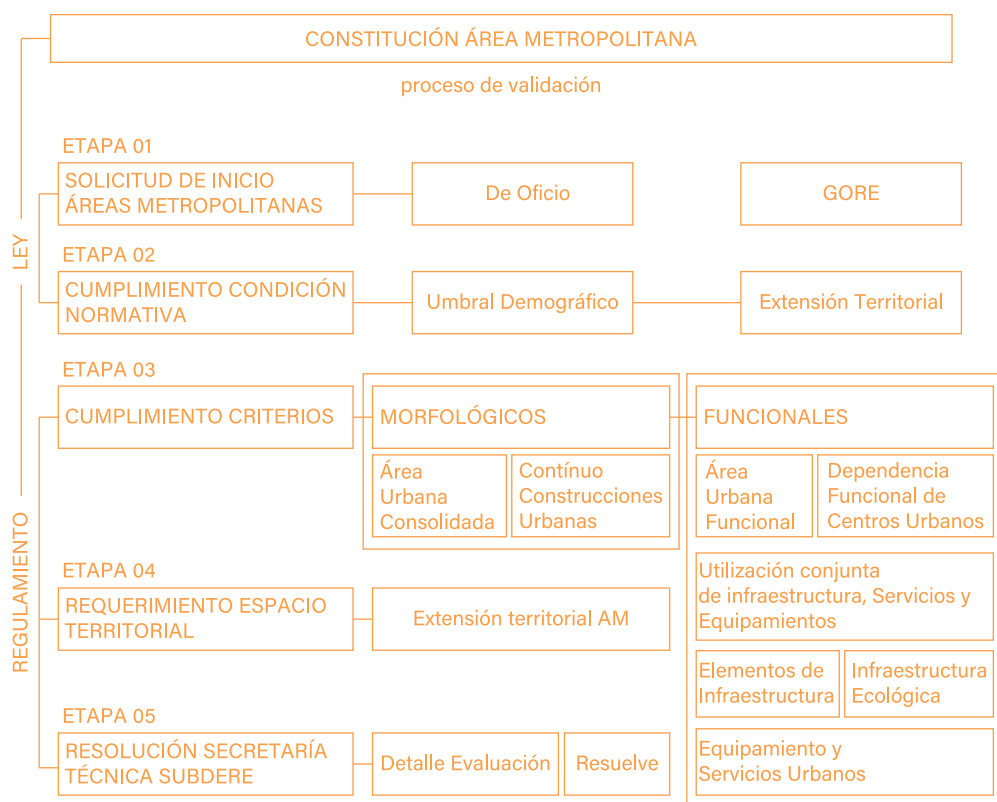 CONSTITUCIÓN ÁREA METROPOLITANA
proceso de validación
LEY
ETAPA 01
SOLICITUD DE INICIO
ÁREAS METROPOLITANAS
De Oficio
GORE
ETAPA 02
CUMPLIMIENTO CONDICIÓN
NORMATIVA
Umbral Demográfico
Extensión Territorial
REGULAMIENTO
ETAPA 03
CUMPLIMIENTO CRITERIOS
MORFOLÓGICOS
Área
Urbana
Consolidada
Contínuo
Construcciones
Urbanas
FUNCIONALES
Área
Urbana
Funcional
Dependencia
Funcional de
Centros Urbanos
Utilización conjunta
de infraestructura, Servicios y
Equipamientos
Elementos de
Infraestructura
Infraestructura
Ecológica
Equipamiento y
Servicios Urbanos
ETAPA 04
REQUERIMIENTO ESPACIO
TERRITORIAL
Extensión territorial AM
ETAPA 05
RESOLUCIÓN SECRETARÍA
TÉCNICA SUBDERE
Detalle Evaluación
Resuelve